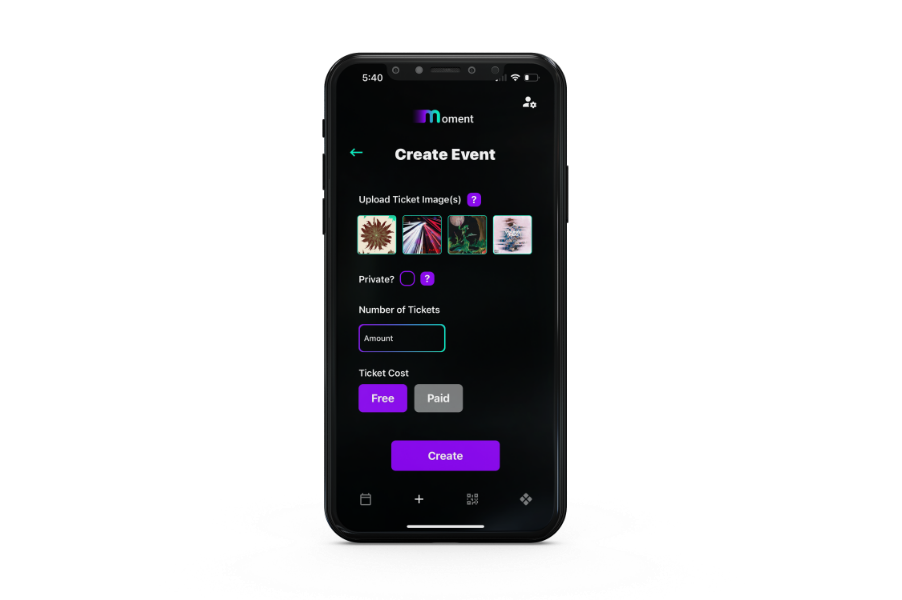 5:40
moment
Create Event
Upload Ticket Image(s) ?
Private? ?
Number of Tickets
Amount
Ticket Cost
Free Paid
Create